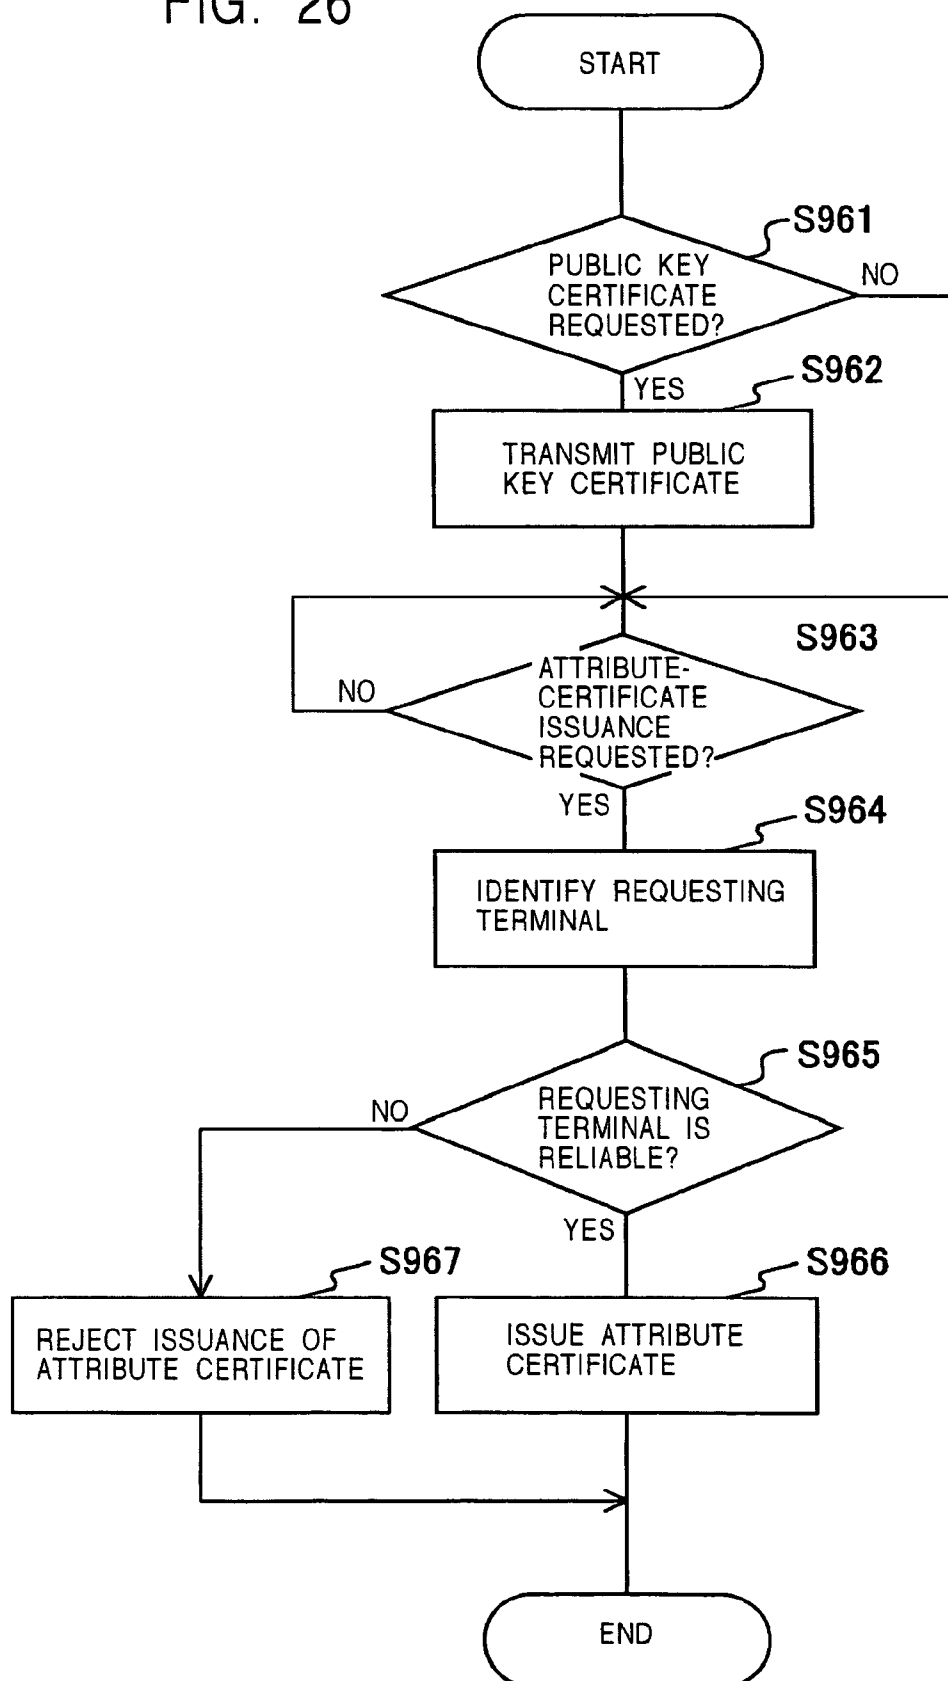 FIG. 26
START
S961
PUBLIC KEY
CERTIFICATE
REQUESTED?
NO
S962
YES
TRANSMIT PUBLIC
KEY CERTIFICATE
S963
ATTRIBUTE-
CERTIFICATE
ISSUANCE
REQUESTED?
NO
YES
S964
IDENTIFY REQUESTING
TERMINAL
S965
REQUESTING
TERMINAL IS
RELIABLE?
NO
YES
S967
S966
REJECT ISSUANCE OF
ATTRIBUTE CERTIFICATE
ISSUE ATTRIBUTE
CERTIFICATE
END